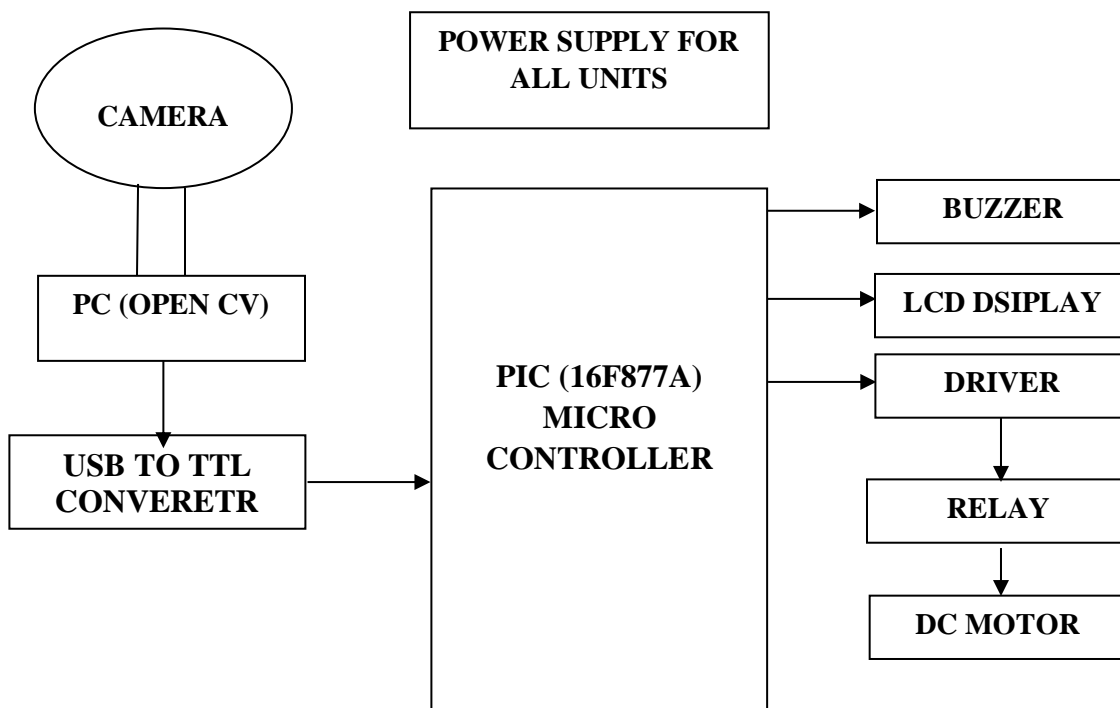 POWER SUPPLY FOR
ALL UNITS
CAMERA
BUZZER
PC (OPEN CV)
LCD DSIPLAY
PIC (16F877A)
MICRO
CONTROLLER
DRIVER
USB TO TTL
CONVERETR
RELAY
DC MOTOR